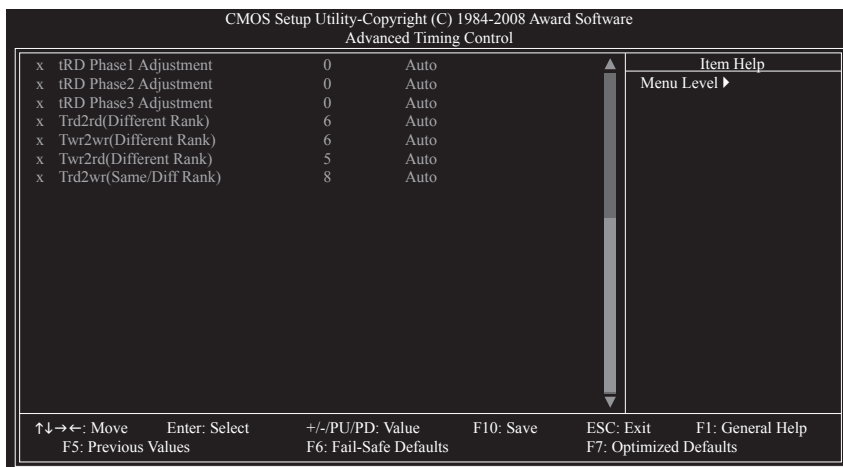 CMOS Setup Utility-Copyright (C) 1984-2008 Award Software
Advanced Timing Control
x tRD Phase1 Adjustment 0 Auto
x tRD Phase2 Adjustment 0 Auto
x tRD Phase3 Adjustment 0 Auto
x Trd2rd(Different Rank) 6 Auto
x Twr2wr(Different Rank) 6 Auto
x Twr2rd(Different Rank) 5 Auto
x Trd2wr(Same/Diff Rank) 8 Auto
Item Help
Menu Level
↑↓→←: Move Enter: Select +/-/PU/PD: Value F10: Save ESC: Exit F1: General Help
F5: Previous Values F6: Fail-Safe Defaults F7: Optimized Defaults